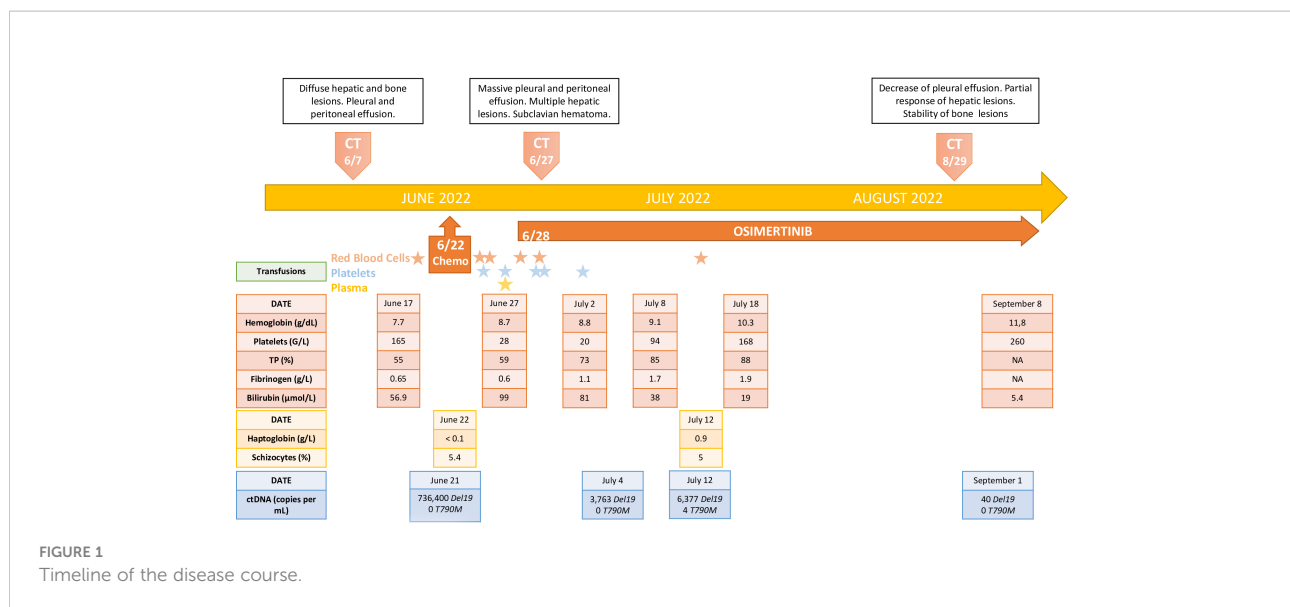 Diffuse hepatic and bone
lesions. Pleural and
peritoneal effusion.
Massive pleural and peritoneal
effusion. Multiple hepatic
lesions. Subclavian hematoma.
Decrease of pleural effusion. Partial
response of hepatic lesions.
Stability of bone lesions
CT
6/7
CT
6/27
CT
8/29
JUNE 2022 JULY 2022 AUGUST 2022
6/22
Chemo
6/28
OSIMERTINIB
Transfusions
Red Blood Cells
Platelets
Plasma
DATE June 17 June 27 July 2 July 8 July 18 September 8
Hemoglobin (g/dL) 7.7 8.7 8.8 9.1 10.3 11,8
Platelets (G/L) 165 28 20 94 168 260
TP (%) 55 59 73 85 88 NA
Fibrinogen (g/L) 0.65 0.6 1.1 1.7 1.9 NA
Bilirubin (µmol/L) 56.9 99 81 38 19 5.4
DATE June 22 July 12
Haptoglobin (g/L) < 0.1 0.9
Schizocytes (%) 5.4 5
DATE June 21 July 4 July 12 September 1
ctDNA (copies per
mL)
736,400 Del19
0 T790M
3,763 Del19
0 T790M
6,377 Del19
4 T790M
40 Del19
0 T790M
FIGURE 1
Timeline of the disease course.